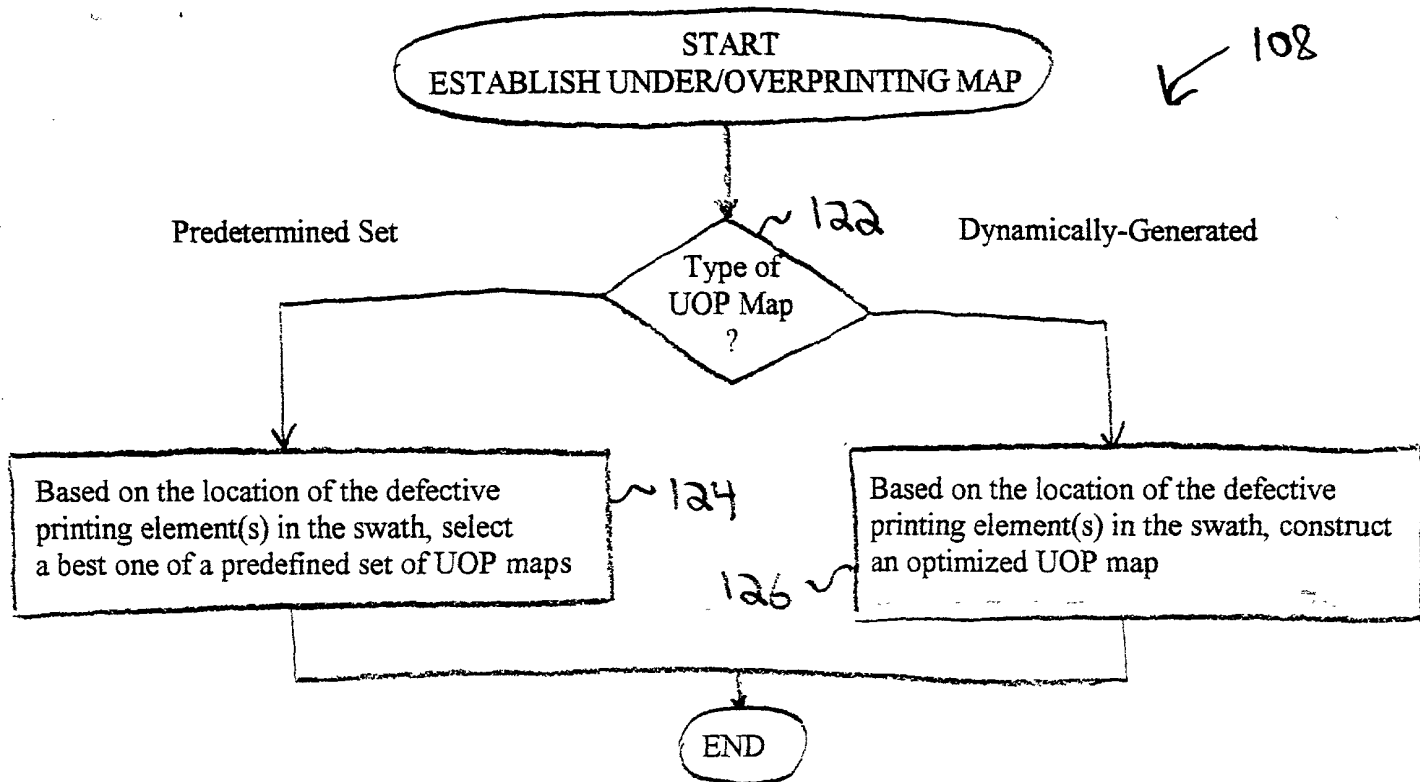 START
ESTABLISH UNDER/OVERPRINTING MAP
108
122
Predetermined Set
Dynamically-Generated
Type of
UOP Map
?
Based on the location of the defective
printing element(s) in the swath, select
a best one of a predefined set of UOP maps
124
Based on the location of the defective
printing element(s) in the swath, construct
an optimized UOP map
126
END